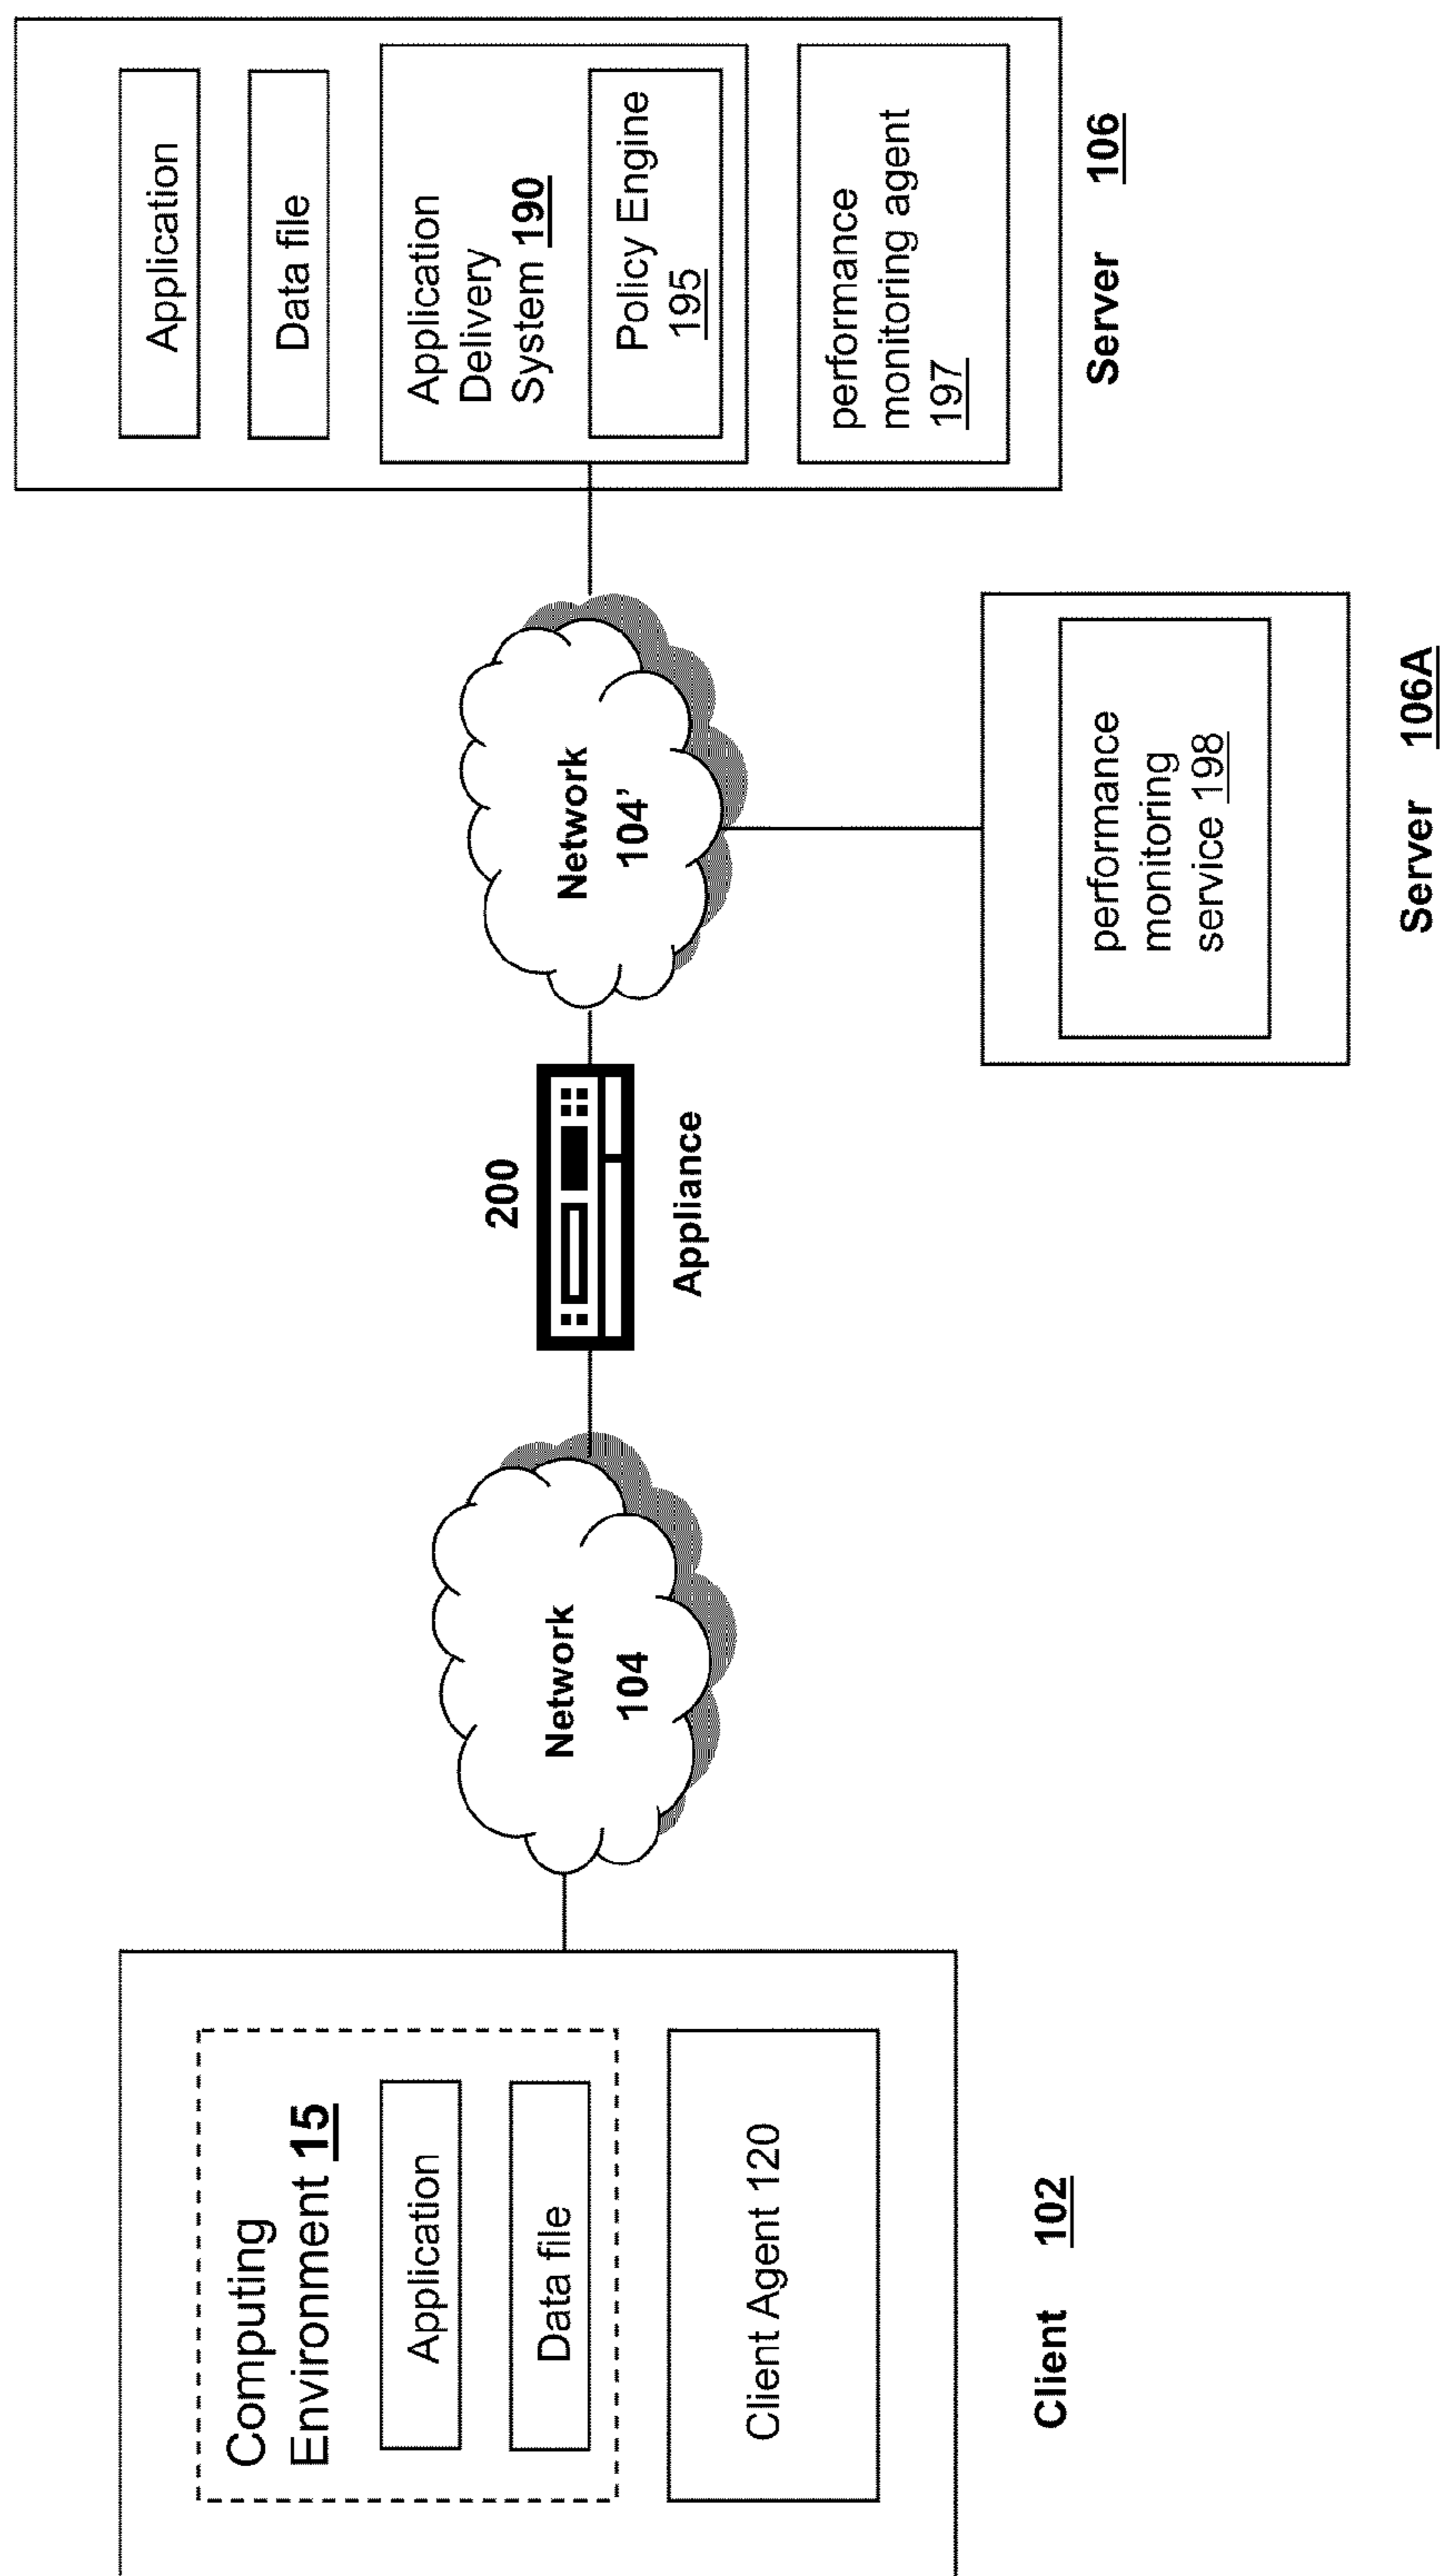 Computing
Environment 15
Application
Data file
Client Agent 120
Client 102
Network
104
200
Appliance
Network
104'
performance
monitoring
service 198
Server 106A
Application
Data file
Application
Delivery
System 190
Policy Engine
195
performance
monitoring agent
197
Server 106